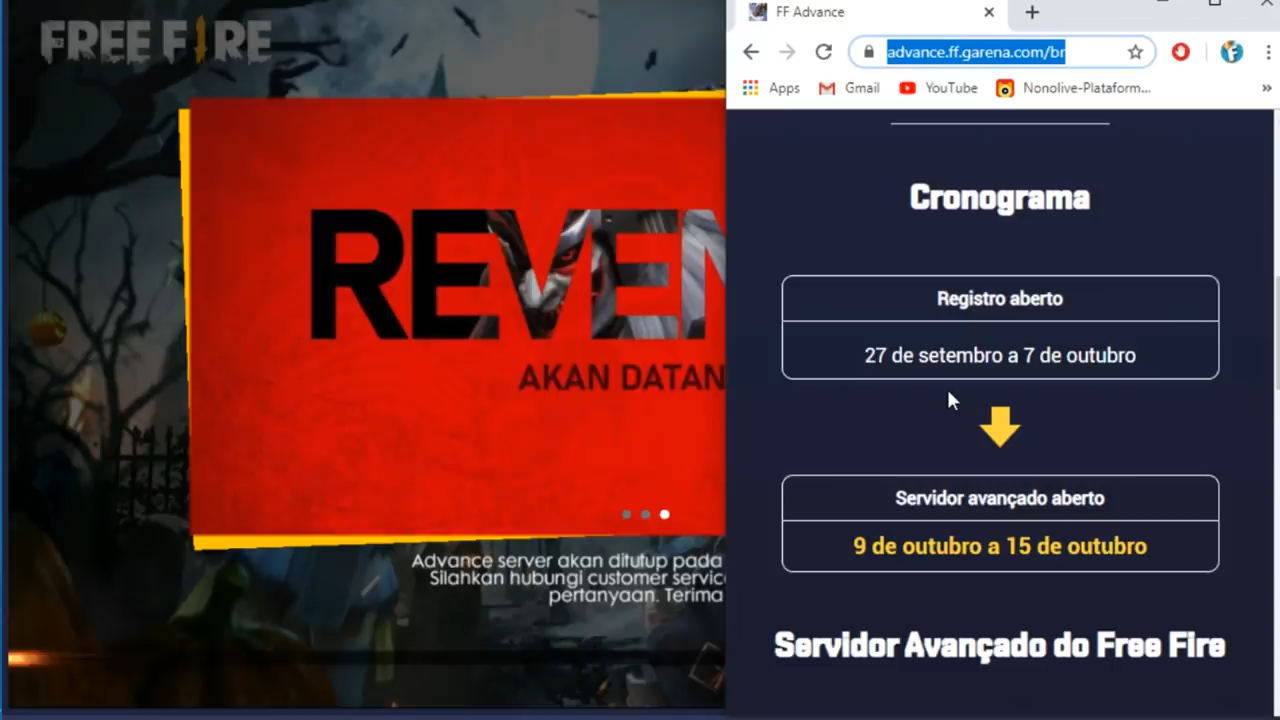 FREE FIRE
REVEN
AKAN DATAN
Advance server akan ditutup pada
Silahkan hubungi customer servic
pertanyaan. Terima
FF Advance
advance.ff.garena.com/br
Apps Gmail YouTube Nonolive-Plataform... »
Cronograma
Registro aberto
27 de setembro a 7 de outubro
Servidor avançado aberto
9 de outubro a 15 de outubro
Servidor Avançado do Free Fire